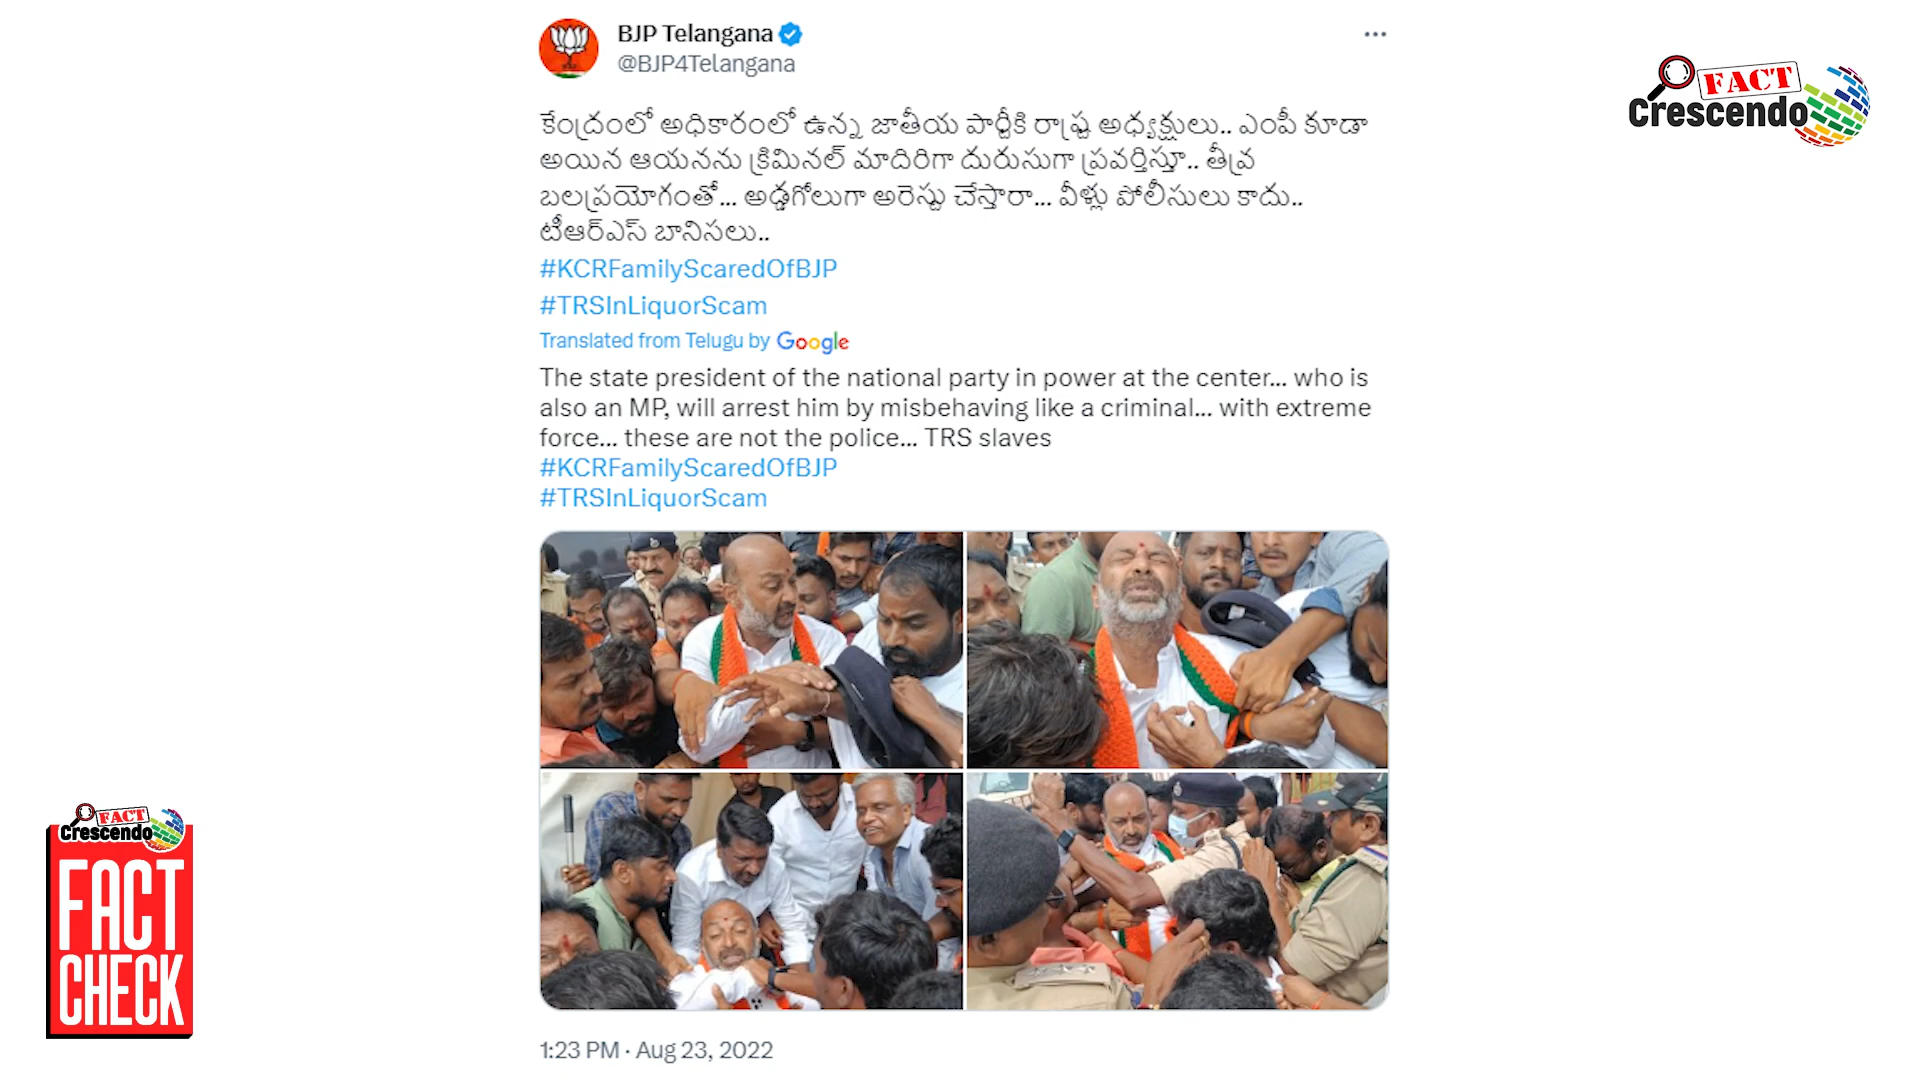 BJP Telangana
@BJP4Telangana
FACT
Crescendo
కేంద్రంలో అధికారంలో ఉన్న జాతీయ పార్టీకి రాష్ట్ర అధ్యక్షులు.. ఎంపీ కూడా
అయిన ఆయనను క్రిమినల్ మాదిరిగా దురుసుగా ప్రవర్తిస్తూ.. తీవ్ర
బలప్రయోగంతో... అడ్డగోలుగా అరెస్టు చేస్తారా... వీళ్లు పోలీసులు కాదు..
టీఆర్ఎస్ బానిసలు..
#KCRFamilyScaredOfBJP
#TRSInLiquorScam
Translated from Telugu by Google
The state president of the national party in power at the center... who is
also an MP, will arrest him by misbehaving like a criminal... with extreme
force... these are not the police... TRS slaves
#KCRFamilyScaredOfBJP
#TRSInLiquorScam
FACT
Crescendo
FACT
CHECK
1:23 PM · Aug 23, 2022